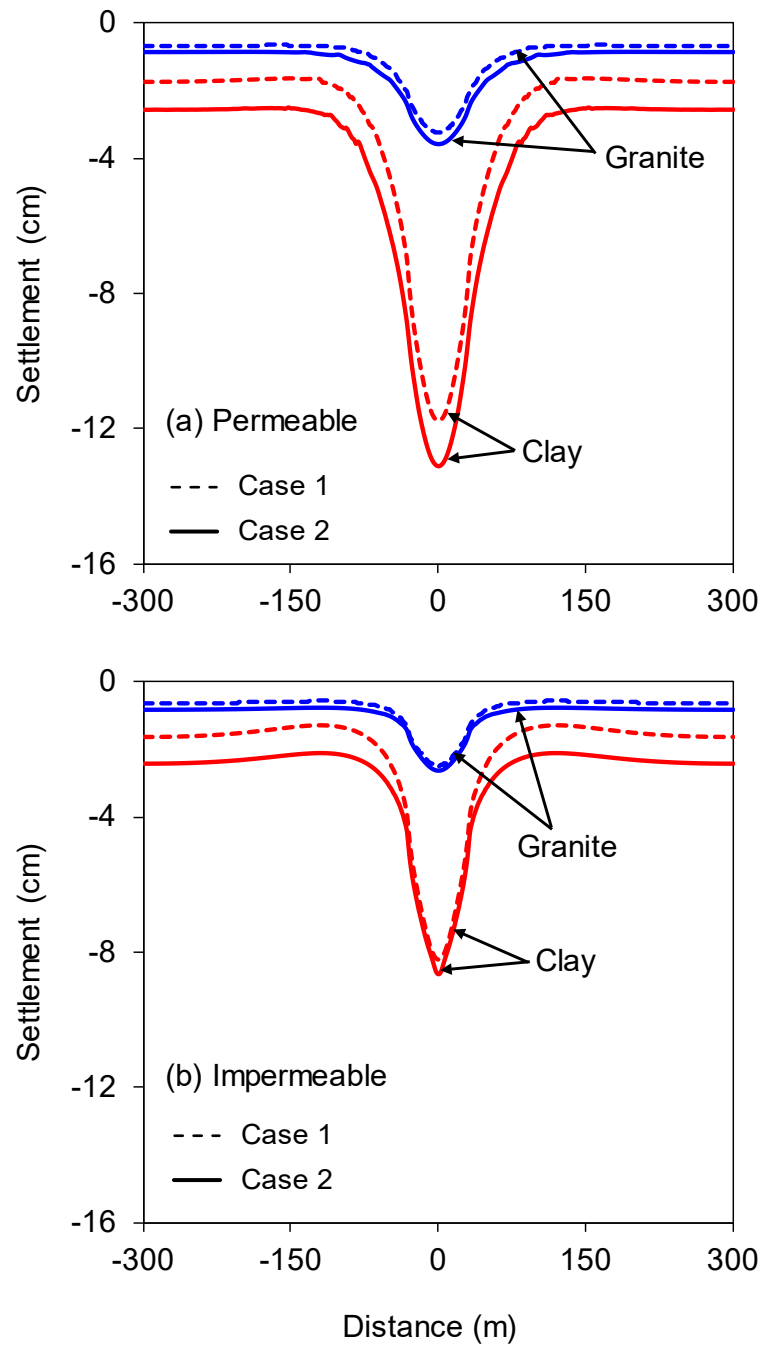 0
-4
-8
-12
-16
Settlement (cm)
Granite
Clay
(a) Permeable
Case 1
Case 2
-300 -150 0 150 300
0
-4
-8
-12
-16
Settlement (cm)
Granite
Clay
(b) Impermeable
Case 1
Case 2
-300 -150 0 150 300
Distance (m)